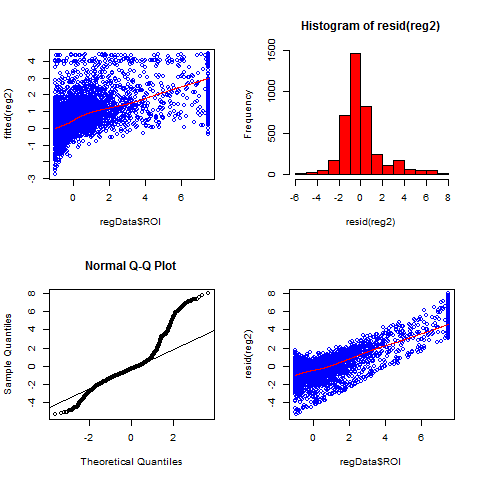 4
3
2
1
0
-1
-3
fitted(reg2)
0 2 4 6
regData$ROI
Histogram of resid(reg2)
1500
500
0
Frequency
-6 -4 -2 0 2 4 6 8
resid(reg2)
Normal Q-Q Plot
8
6
4
2
0
-2
-4
Sample Quantiles
-2 0 2
Theoretical Quantiles
8
6
4
2
0
-2
-4
resid(reg2)
0 2 4 6
regData$ROI